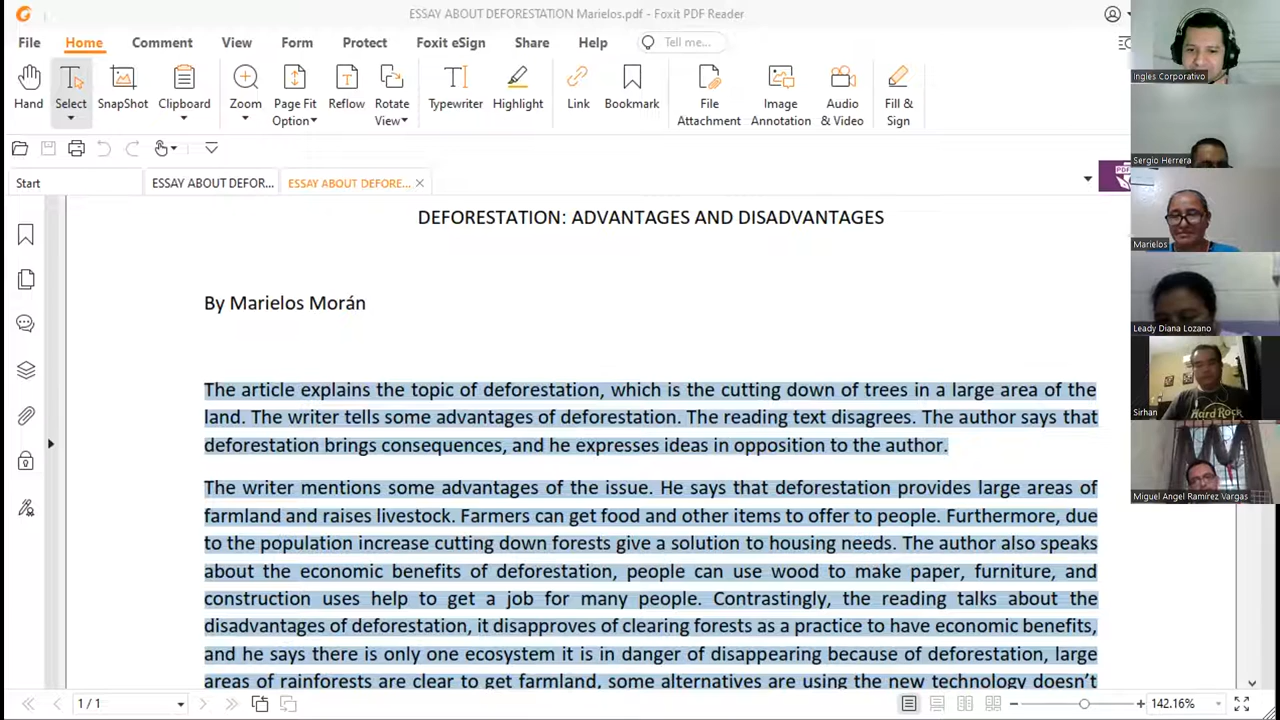 ESSAY ABOUT DEFORESTATION Marielos.pdf - Foxit PDF Reader
File Home Comment View Form Protect Foxit eSign Share Help Tell me...
Hand Select SnapShot Clipboard Zoom Page Fit Option Reflow Rotate View Typewriter Highlight Link Bookmark File Attachment Image Annotation Audio & Video Fill & Sign
Start ESSAY ABOUT DEFOR... ESSAY ABOUT DEFORE...
PDF
DEFORESTATION: ADVANTAGES AND DISADVANTAGES
By Marielos Morán
The article explains the topic of deforestation, which is the cutting down of trees in a large area of the
land. The writer tells some advantages of deforestation. The reading text disagrees. The author says that
deforestation brings consequences, and he expresses ideas in opposition to the author.
The writer mentions some advantages of the issue. He says that deforestation provides large areas of
farmland and raises livestock. Farmers can get food and other items to offer to people. Furthermore, due
to the population increase cutting down forests give a solution to housing needs. The author also speaks
about the economic benefits of deforestation, people can use wood to make paper, furniture, and
construction uses help to get a job for many people. Contrastingly, the reading talks about the
disadvantages of deforestation, it disapproves of clearing forests as a practice to have economic benefits,
and he says there is only one ecosystem it is in danger of disappearing because of deforestation, large
areas of rainforests are clear to get farmland, some alternatives are using the new technology doesn't
1 / 1
142.16%
Ingles Corporativo
Sergio Herrera
Marielos
Leady Diana Lozano
Hard Rock
Sirhan
Miguel Angel Ramírez Vargas